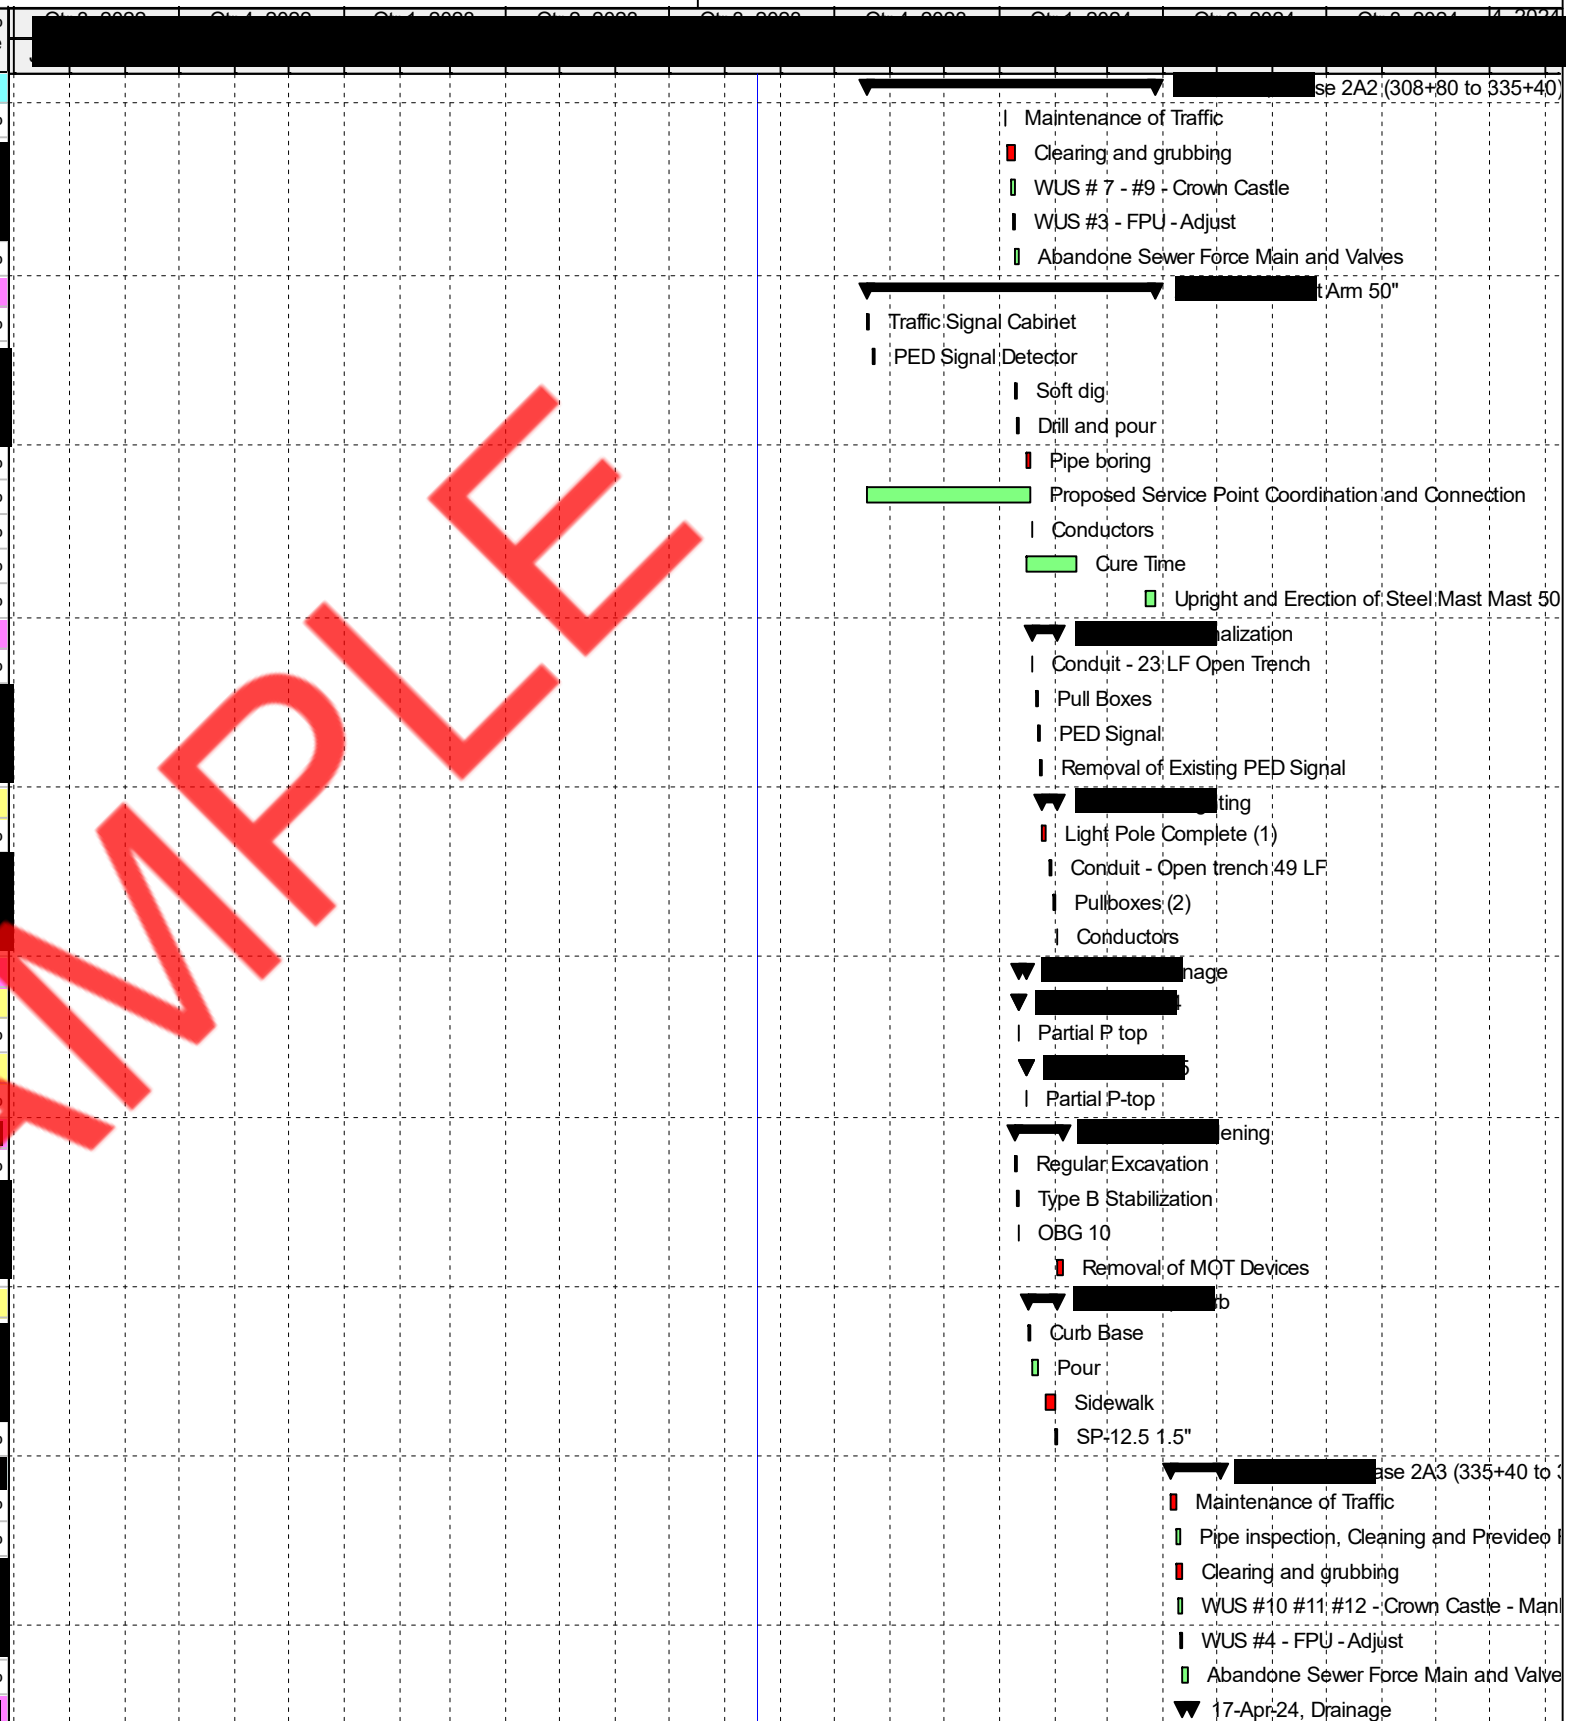 se 2A2 (308+80 to 335+40)
Maintenance of Traffic
Clearing and grubbing
WUS # 7 - #9 - Crown Castle
WUS #3 - FPU - Adjust
Abandone Sewer Force Main and Valves
t Arm 50"
Traffic Signal Cabinet
PED Signal Detector
Soft dig
Drill and pour
Pipe boring
Proposed Service Point Coordination and Connection
Conductors
Cure Time
Upright and Erection of Steel Mast Mast 50
nalization
Conduit - 23 LF Open Trench
Pull Boxes
PED Signal
Removal of Existing PED Signal
ting
Light Pole Complete (1)
Conduit - Open trench 49 LF
Pullboxes (2)
Conductors
nage
4
Partial P top
5
Partial P-top
ening
Regular Excavation
Type B Stabilization
OBG 10
Removal of MOT Devices
b
Curb Base
Pour
Sidewalk
SP-12.5 1.5"
ase 2A3 (335+40 to
Maintenance of Traffic
Pipe inspection, Cleaning and Prevideo
Clearing and grubbing
WUS #10 #11 #12 - Crown Castle - Man
WUS #4 - FPU - Adjust
Abandone Sewer Force Main and Valve
17-Apr-24, Drainage
AMPLE